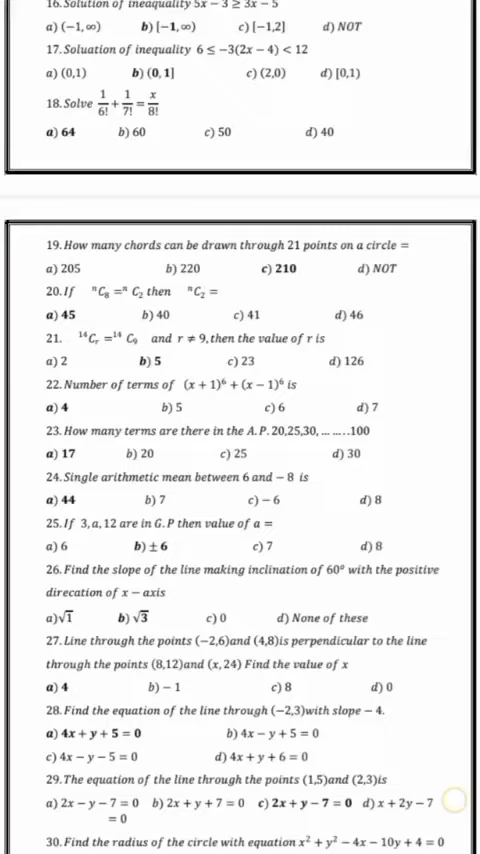 16. Solution of ineaquality 5x − 3 ≥ 3x − 5
a) (−1,∞) b) [−1,∞) c) [−1,2] d) NOT
17. Soluation of inequality 6 ≤ −3(2x − 4) < 12
a) (0,1) b) (0,1] c) (2,0) d) [0,1)
18. Solve 1/6! + 1/7! = x/8!
a) 64 b) 60 c) 50 d) 40
19. How many chords can be drawn through 21 points on a circle =
a) 205 b) 220 c) 210 d) NOT
20. If ⁿC₈ =ⁿ C₂ then ⁿC₂ =
a) 45 b) 40 c) 41 d) 46
21. ¹⁴Cᵣ =¹⁴ C₉ and r ≠ 9, then the value of r is
a) 2 b) 5 c) 23 d) 126
22. Number of terms of (x + 1)⁶ + (x − 1)⁶ is
a) 4 b) 5 c) 6 d) 7
23. How many terms are there in the A. P. 20,25,30, … … . .100
a) 17 b) 20 c) 25 d) 30
24. Single arithmetic mean between 6 and − 8 is
a) 44 b) 7 c) − 6 d) 8
25. If 3, a, 12 are in G. P then value of a =
a) 6 b) ± 6 c) 7 d) 8
26. Find the slope of the line making inclination of 60° with the positive
direcation of x − axis
a)√1 b) √3 c) 0 d) None of these
27. Line through the points (−2,6)and (4,8)is perpendicular to the line
through the points (8,12)and (x, 24) Find the value of x
a) 4 b) − 1 c) 8 d) 0
28. Find the equation of the line through (−2,3)with slope − 4.
a) 4x + y + 5 = 0 b) 4x − y + 5 = 0
c) 4x − y − 5 = 0 d) 4x + y + 6 = 0
29. The equation of the line through the points (1,5)and (2,3)is
a) 2x − y − 7 = 0 b) 2x + y + 7 = 0 c) 2x + y − 7 = 0 d) x + 2y − 7
= 0
30. Find the radius of the circle with equation x² + y² − 4x − 10y + 4 = 0